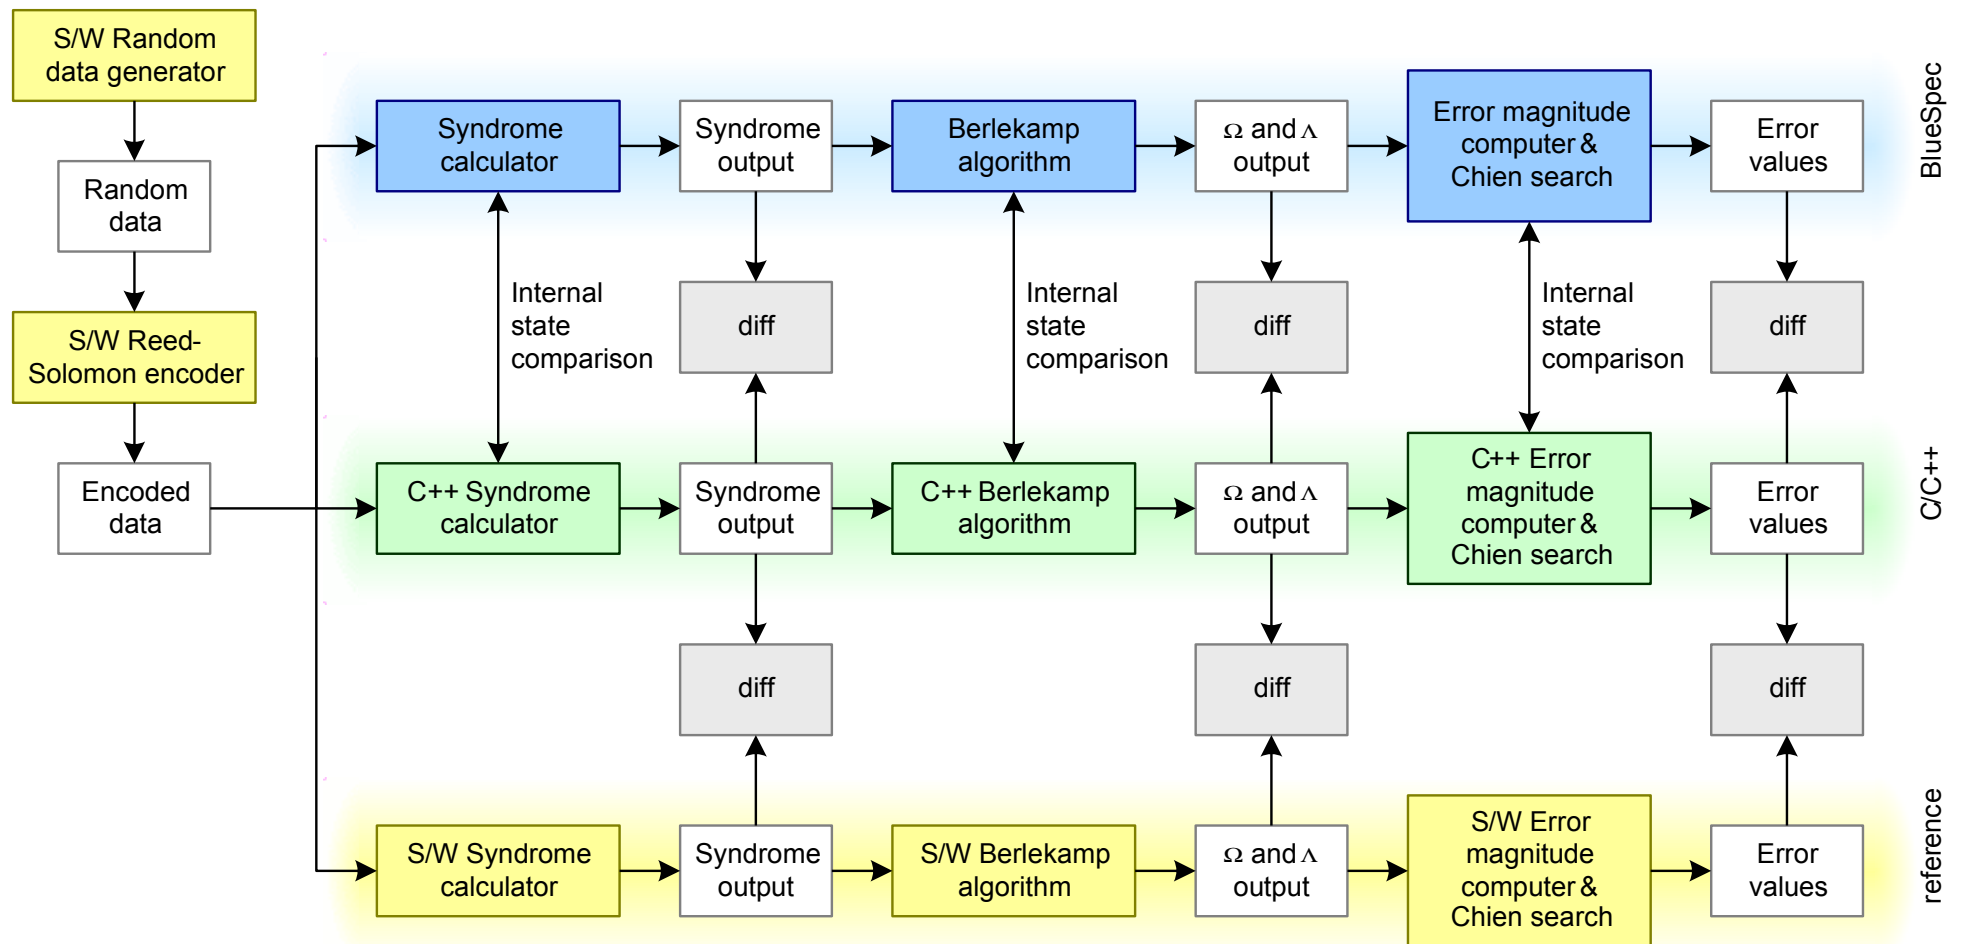 S/W Random
data generator
Random
data
S/W Reed-
Solomon encoder
Encoded
data
Syndrome
calculator
Syndrome
output
Berlekamp
algorithm
Ω and Λ
output
Error magnitude
computer &
Chien search
Error
values
BlueSpec
Internal
state
comparison
diff
Internal
state
comparison
diff
Internal
state
comparison
diff
C++ Syndrome
calculator
Syndrome
output
C++ Berlekamp
algorithm
Ω and Λ
output
C++ Error
magnitude
computer &
Chien search
Error
values
C/C++
diff
diff
diff
S/W Syndrome
calculator
Syndrome
output
S/W Berlekamp
algorithm
Ω and Λ
output
S/W Error
magnitude
computer &
Chien search
Error
values
reference